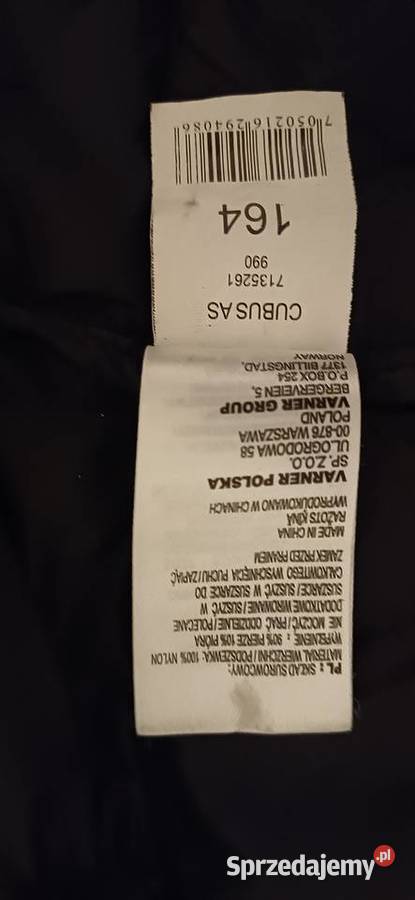 PL: SKŁAD SUROWCOWY:
MATERIAŁ WIERZCHNI / PODSZEWKA: 100% NYLON
WYPEŁNIENIE: 90% PIERZE 10% PIÓRA
NIE MOCZYĆ / PRAĆ ODDZIELNIE / POLECANE
DODATKOWE WIROWANIE / SUSZYĆ W
SUSZARCE / SUSZYĆ W SUSZARCE DO
CAŁKOWITEGO WYSCHNIĘCIA PUCHU / ZAPIĄĆ
ZAMEK PRZED PRANIEM
MADE IN CHINA
RAŽOTS ĶĪNĀ
WYPRODUKOWANO W CHINACH
VARNER POLSKA
SP. Z.O.O.
UL.OGRODOWA 58
00-876 WARSZAWA
POLAND
VARNER GROUP
BERGERVEIEN 5,
P.O.BOX 254
1377 BILLINGSTAD,
NORWAY
CUBUS AS
7135261
990
164
7050216294086
Sprzedajemy.pl